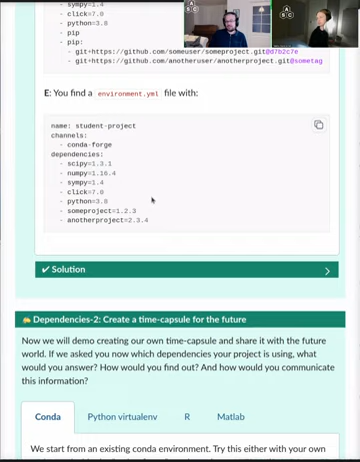 - sympy=1.4
- click=7.0
- python=3.8
- pip
- pip:
- git+https://github.com/someuser/someproject.git@d7b2c7e
- git+https://github.com/anotheruser/anotherproject.git@sometag
E: You find a environment.yml file with:
name: student-project
channels:
- conda-forge
dependencies:
- scipy=1.3.1
- numpy=1.16.4
- sympy=1.4
- click=7.0
- python=3.8
- someproject=1.2.3
- anotherproject=2.3.4
✔ Solution
✍ Dependencies-2: Create a time-capsule for the future
Now we will demo creating our own time-capsule and share it with the future
world. If we asked you now which dependencies your project is using, what
would you answer? How would you find out? And how would you communicate
this information?
Conda Python virtualenv R Matlab
We start from an existing conda environment. Try this either with your own